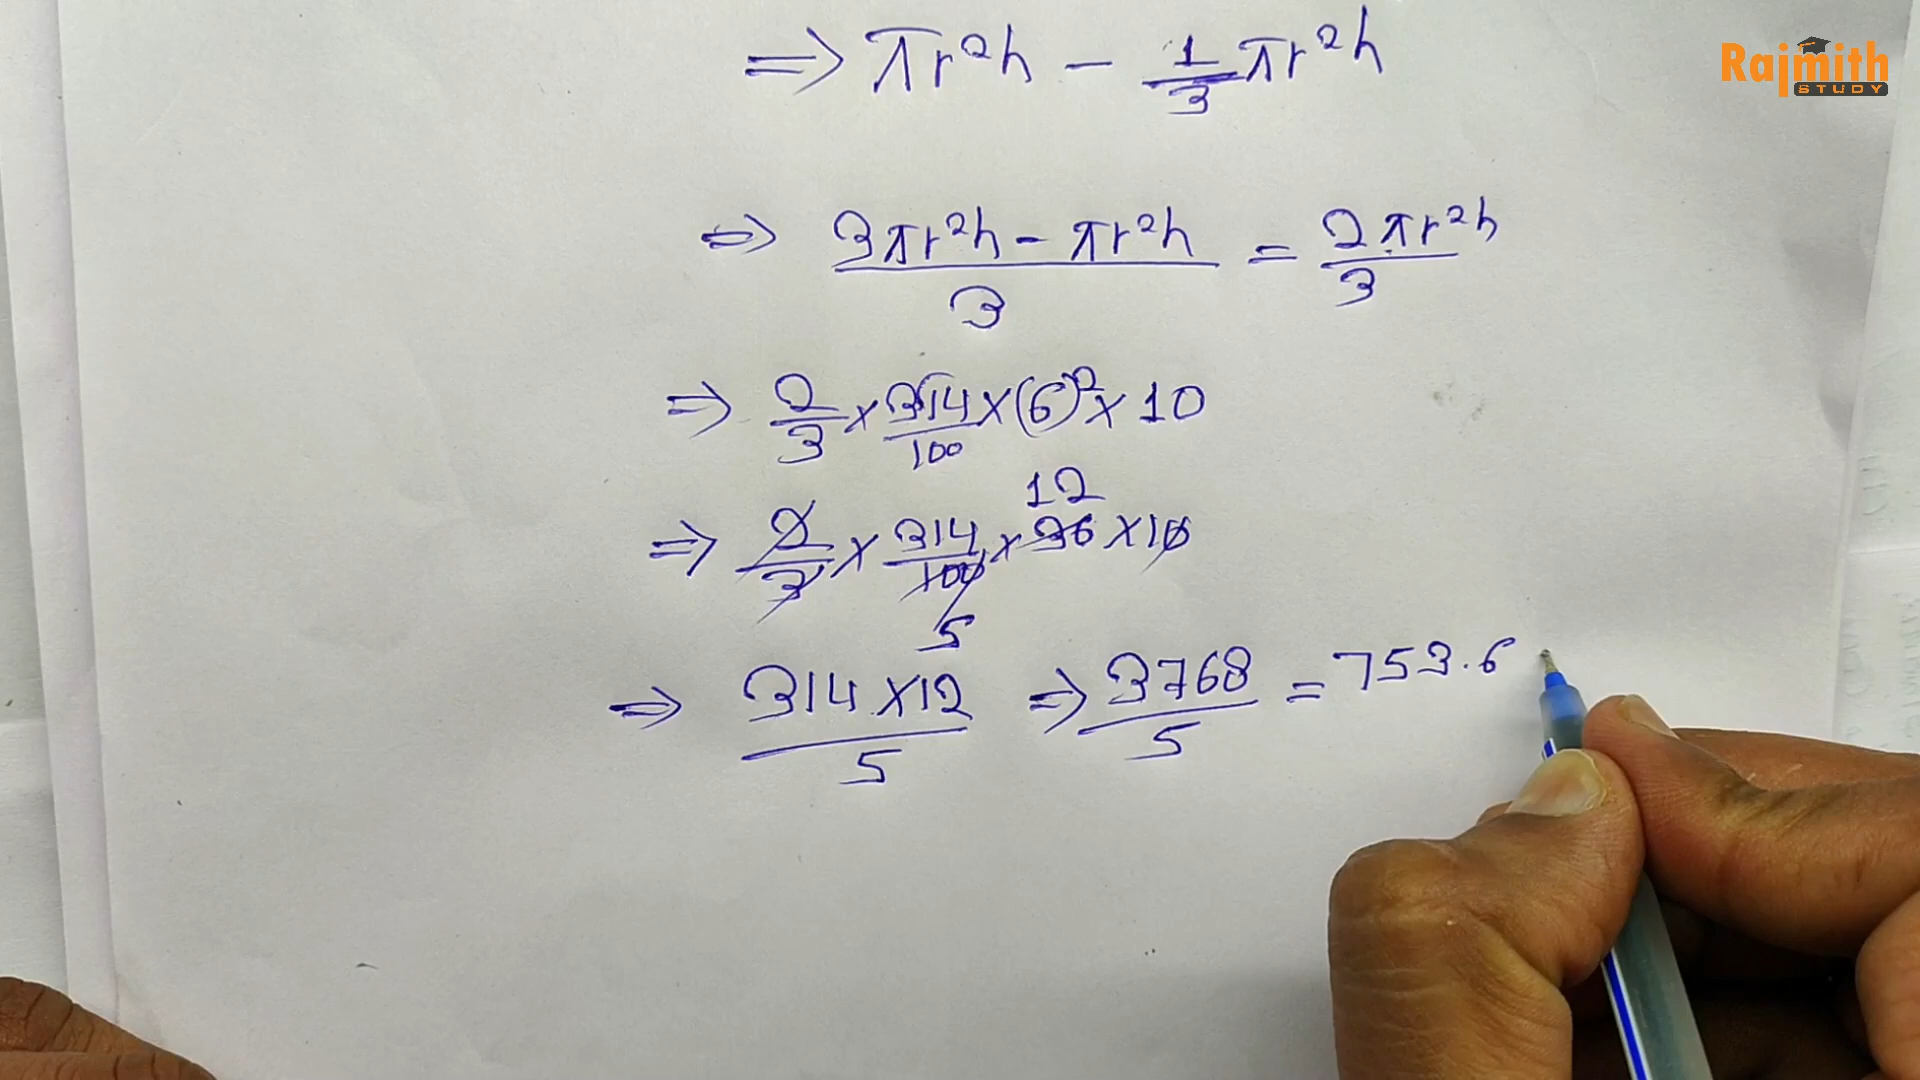 Rajmith
STUDY
⇒ πr²h - 1/3 πr²h
⇒ (3πr²h - πr²h)/3 = 2πr²h/3
⇒ 2/3 × 314/100 × (6)² × 10
12
⇒ 2/3 × 314/100 × 36 × 10
5
⇒ (314 × 12)/5 ⇒ 3768/5 = 753.6